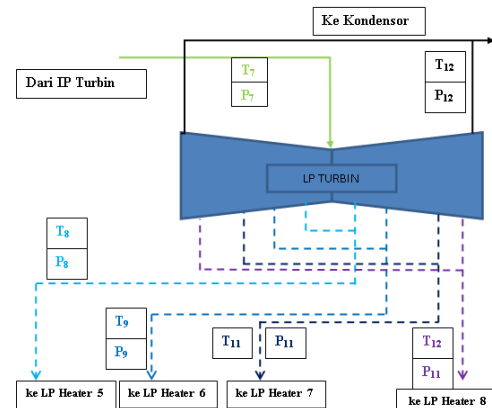 Ke Kondensor
T7
P7
T12
P12
Dari IP Turbin
LP TURBIN
T8
P8
T9
P9
T11
P11
T12
P11
ke LP Heater 5
ke LP Heater 6
ke LP Heater 7
ke LP Heater 8